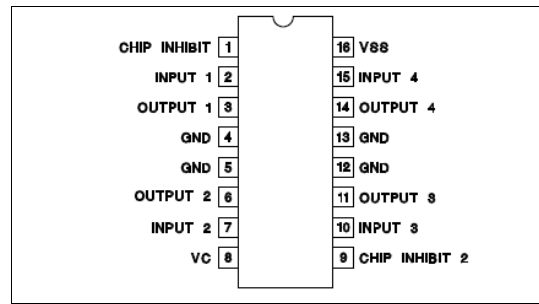 CHIP INHIBIT 1 16 VSS
INPUT 1 2 15 INPUT 4
OUTPUT 1 3 14 OUTPUT 4
GND 4 13 GND
GND 5 12 GND
OUTPUT 2 6 11 OUTPUT 3
INPUT 2 7 10 INPUT 3
VC 8 9 CHIP INHIBIT 2